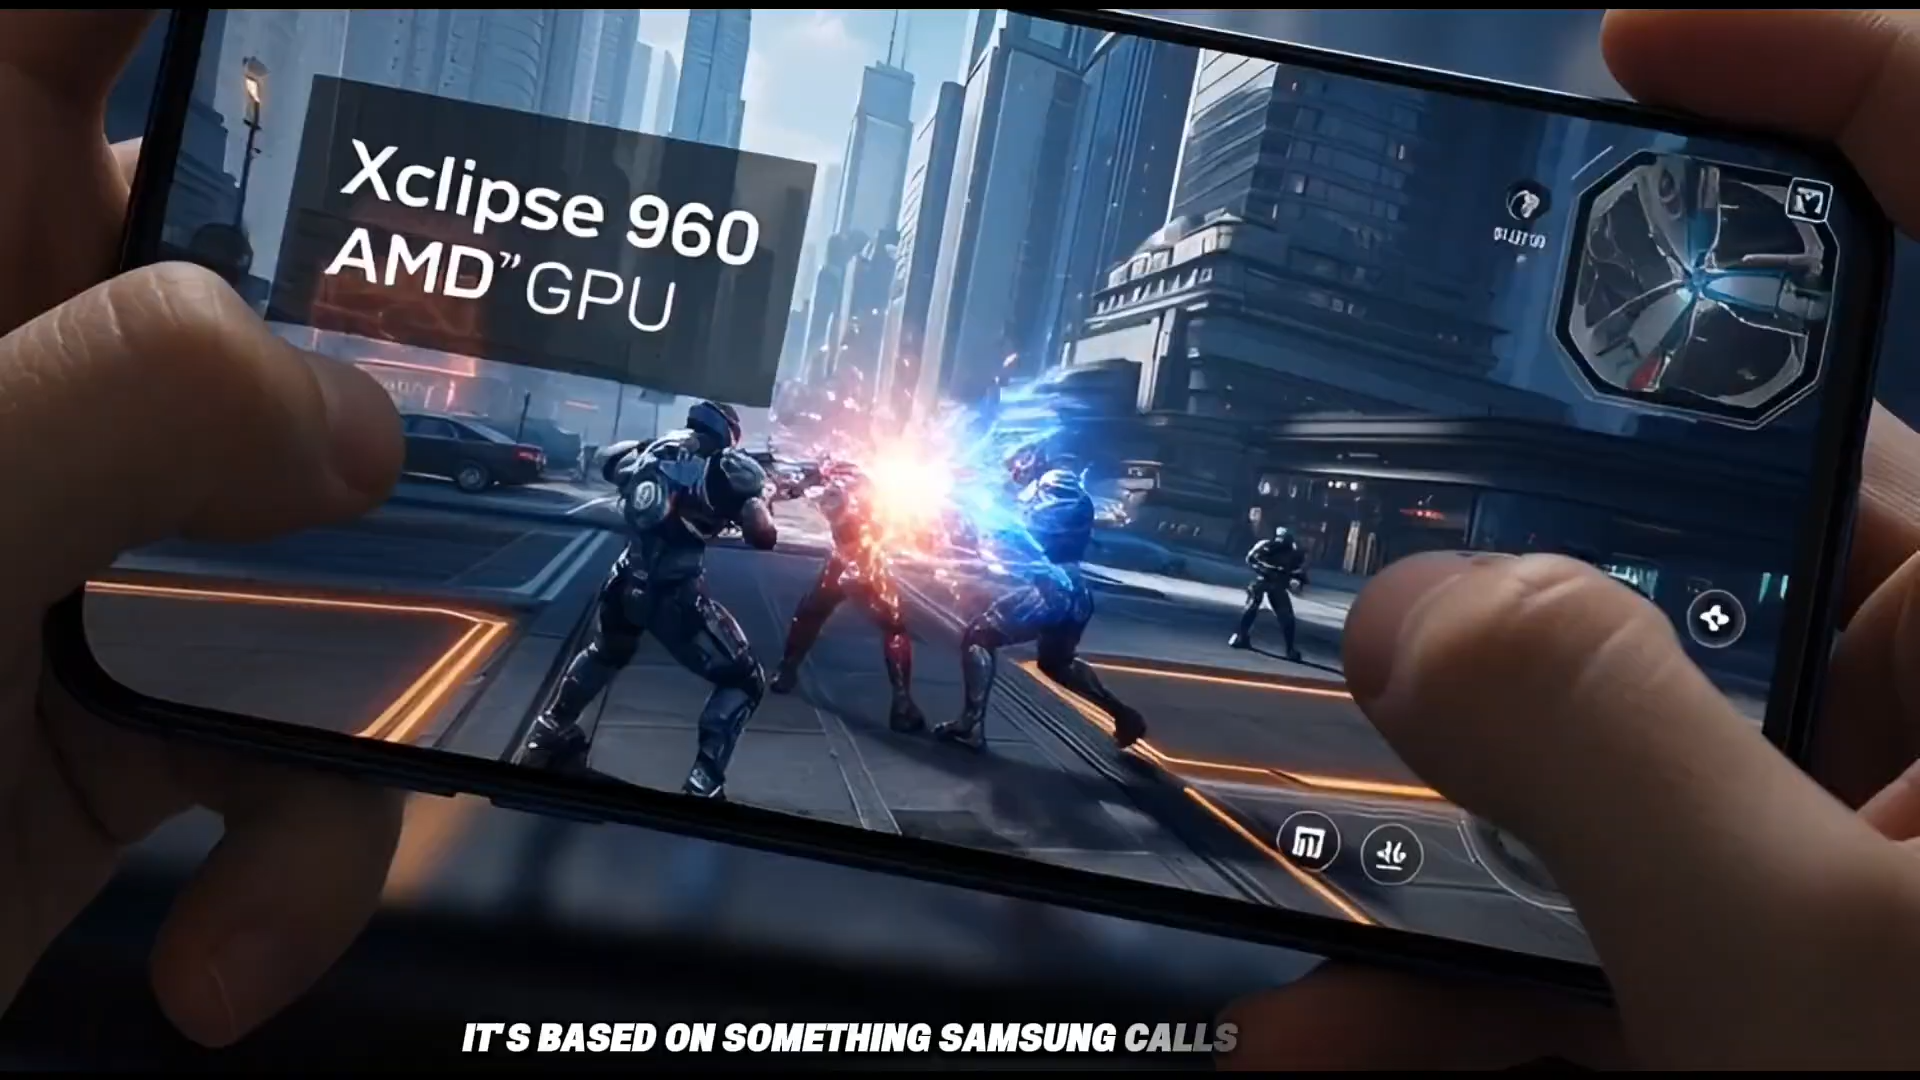 Xclipse 960
AMD” GPU
IT'S BASED ON SOMETHING SAMSUNG CALLS